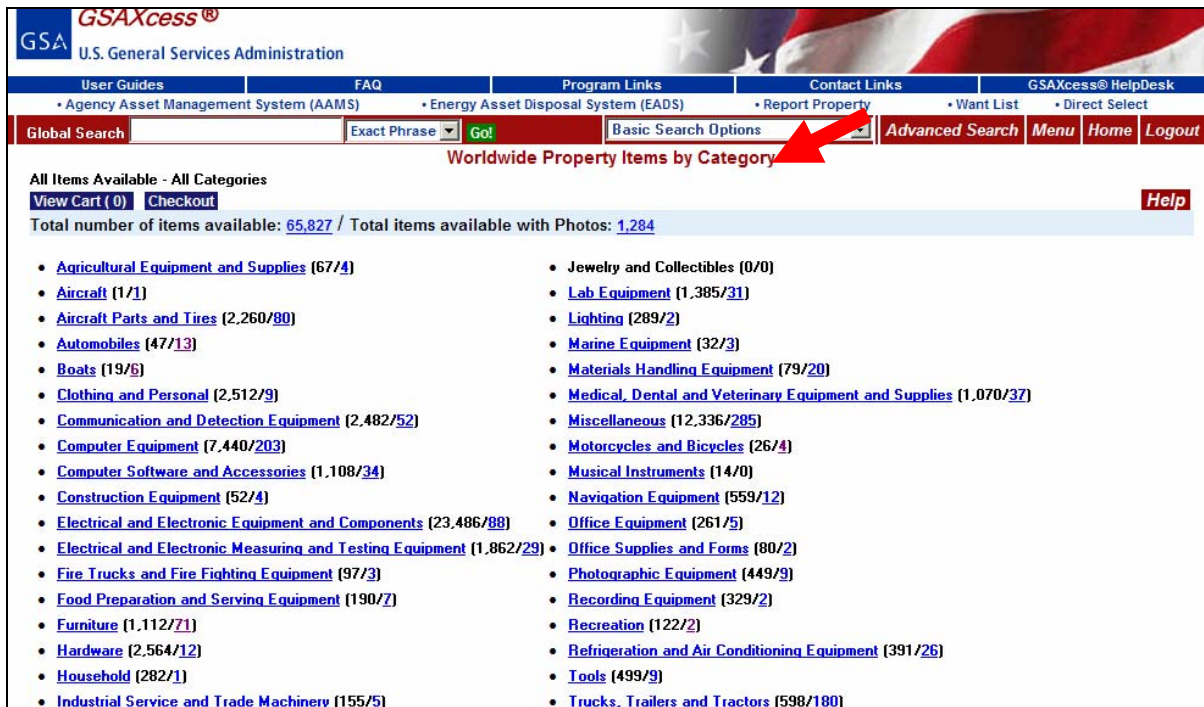 GSAXcess®
GSA
U.S. General Services Administration
User Guides FAQ Program Links Contact Links GSAXcess® HelpDesk
• Agency Asset Management System (AAMS) • Energy Asset Disposal System (EADS) • Report Property • Want List • Direct Select
Global Search Exact Phrase Go! Basic Search Options Advanced Search Menu Home Logout
Worldwide Property Items by Category
All Items Available - All Categories
View Cart ( 0) Checkout Help
Total number of items available: 65,827 / Total items available with Photos: 1,284
• Agricultural Equipment and Supplies (67/4)
• Aircraft (1/1)
• Aircraft Parts and Tires (2,260/80)
• Automobiles (47/13)
• Boats (19/6)
• Clothing and Personal (2,512/9)
• Communication and Detection Equipment (2,482/52)
• Computer Equipment (7,440/203)
• Computer Software and Accessories (1,108/34)
• Construction Equipment (52/4)
• Electrical and Electronic Equipment and Components (23,486/88)
• Electrical and Electronic Measuring and Testing Equipment (1,862/29)
• Fire Trucks and Fire Fighting Equipment (97/3)
• Food Preparation and Serving Equipment (190/7)
• Furniture (1,112/71)
• Hardware (2,564/12)
• Household (282/1)
• Industrial Service and Trade Machinery (155/5)
• Jewelry and Collectibles (0/0)
• Lab Equipment (1,385/31)
• Lighting (289/2)
• Marine Equipment (32/3)
• Materials Handling Equipment (79/20)
• Medical, Dental and Veterinary Equipment and Supplies (1,070/37)
• Miscellaneous (12,336/285)
• Motorcycles and Bicycles (26/4)
• Musical Instruments (14/0)
• Navigation Equipment (559/12)
• Office Equipment (261/5)
• Office Supplies and Forms (80/2)
• Photographic Equipment (449/9)
• Recording Equipment (329/2)
• Recreation (122/2)
• Refrigeration and Air Conditioning Equipment (391/26)
• Tools (499/9)
• Trucks, Trailers and Tractors (598/180)